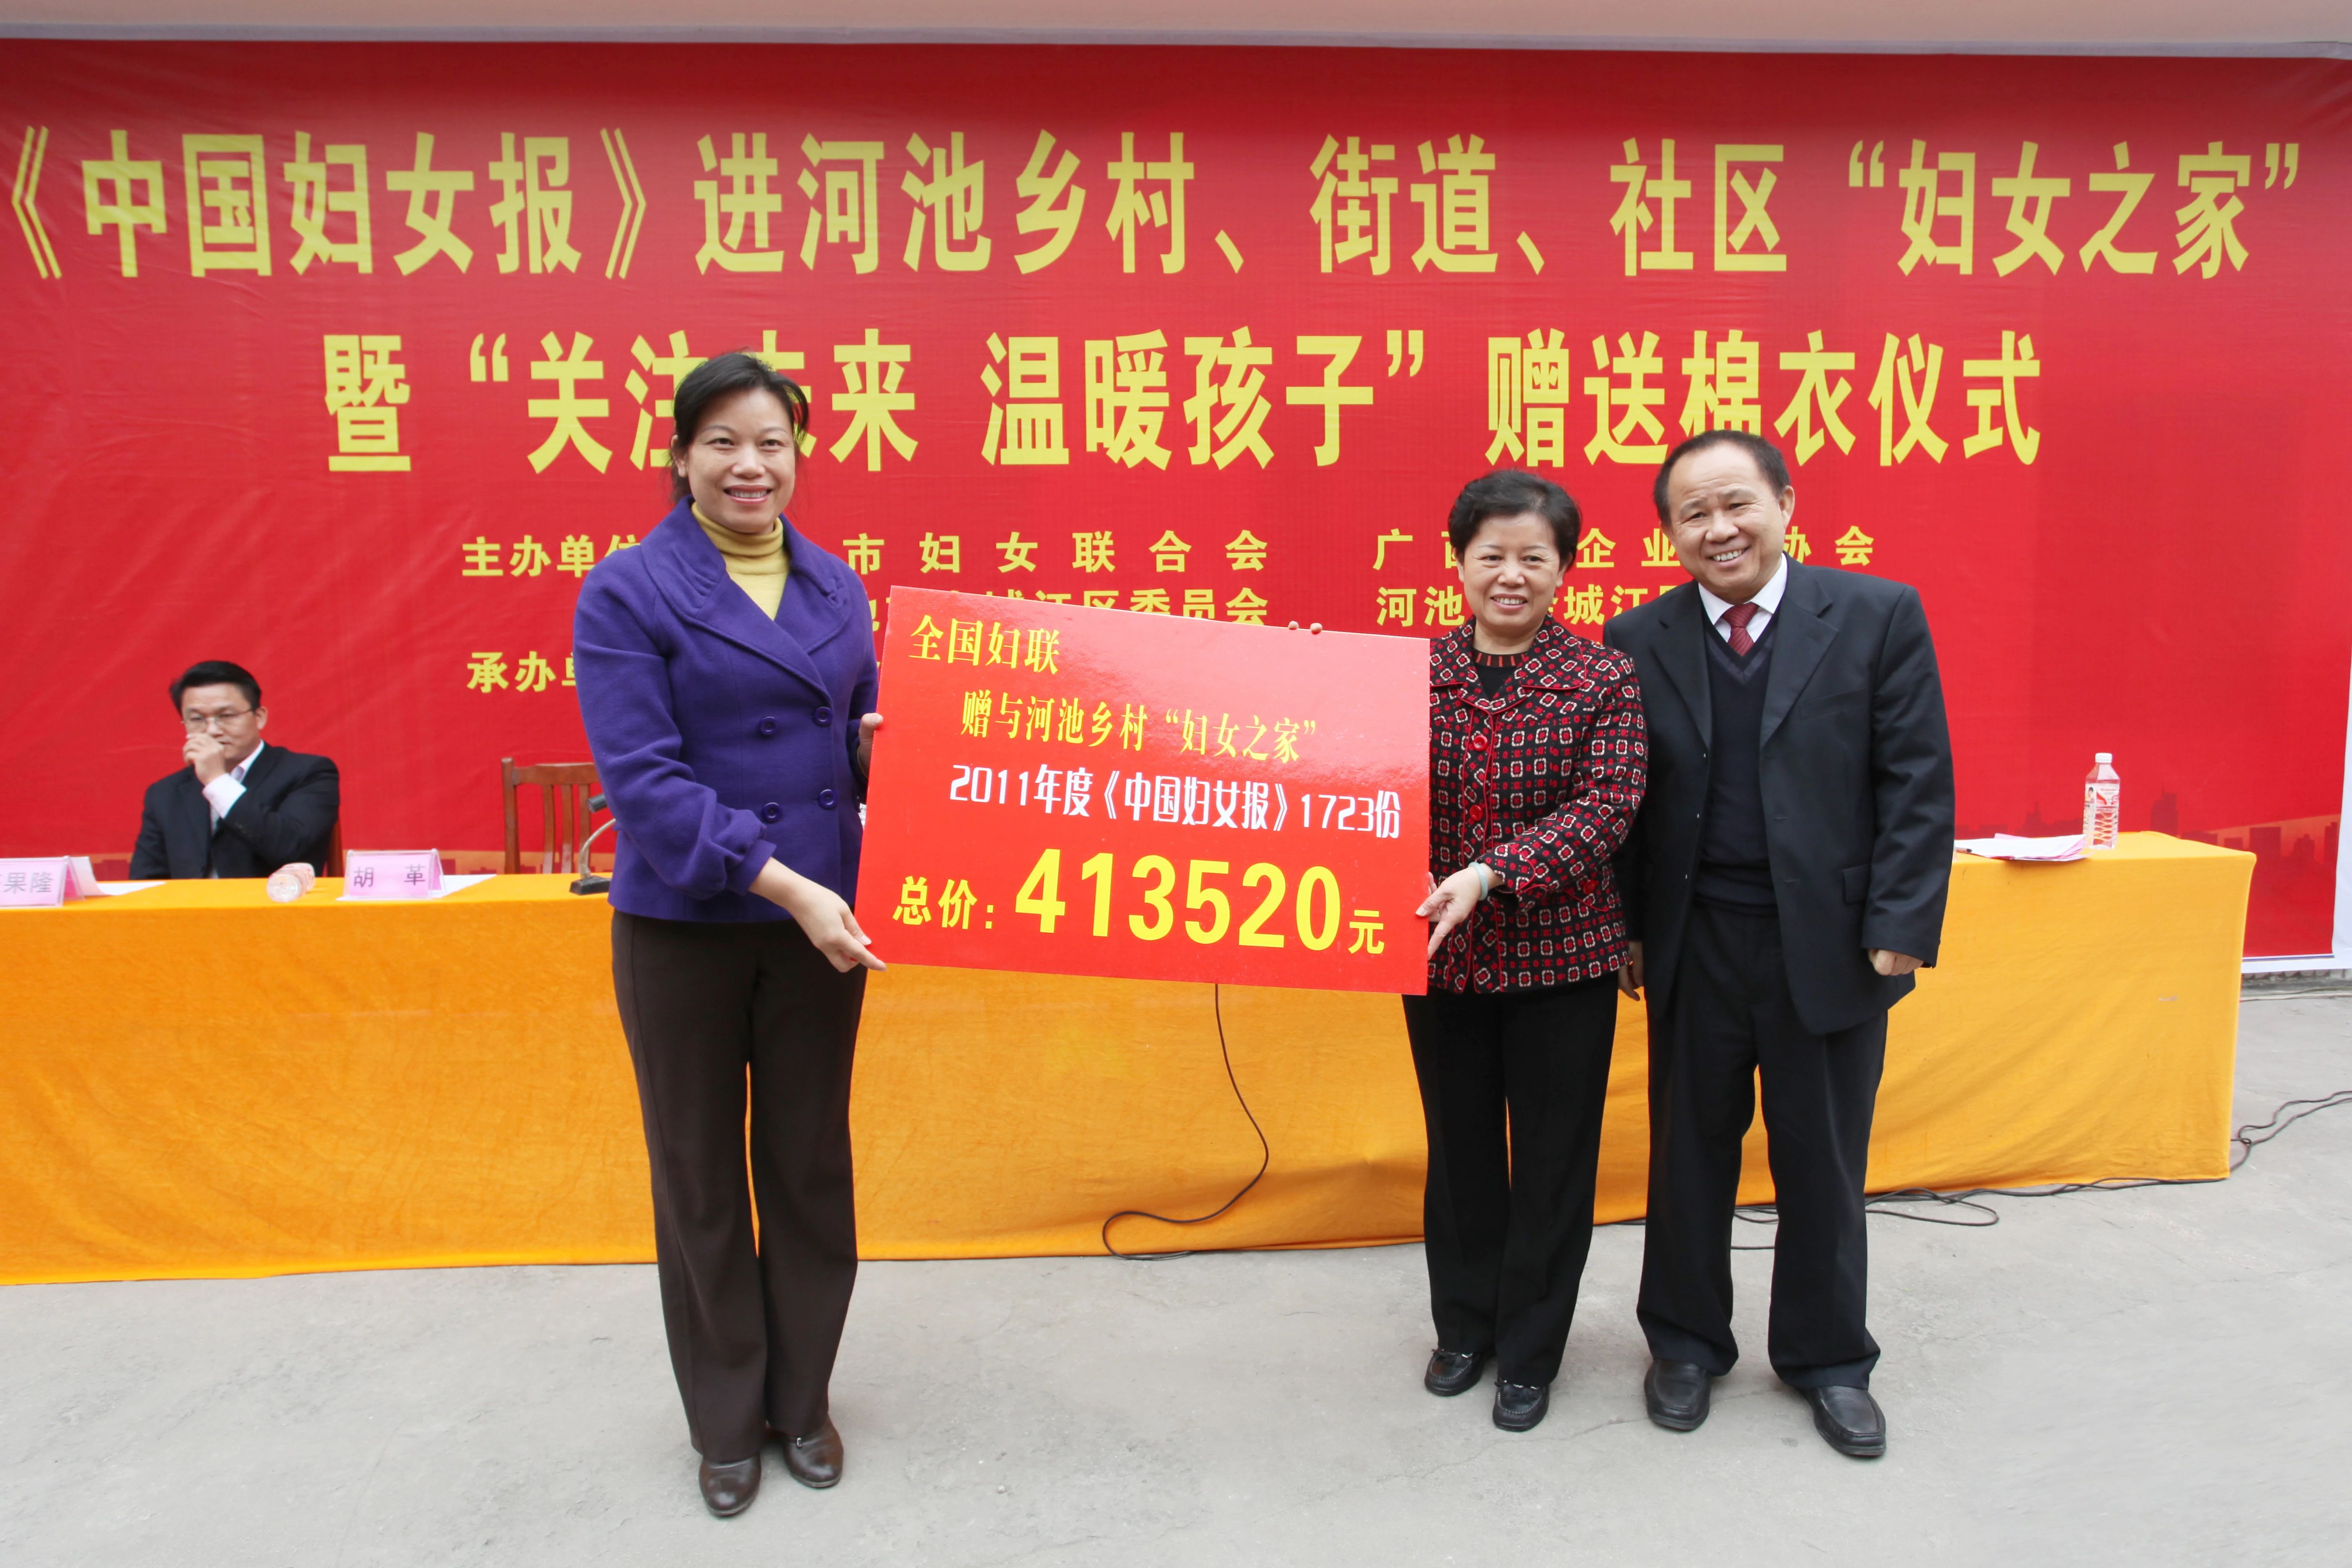 《中国妇女报》进河池乡村、街道、社区“妇女之家”
暨“关注未来 温暖孩子”赠送棉衣仪式
主办单位 市妇女联合会 广西 企业 协会
城江区委员会 河池 城江
承办单
全国妇联
赠与河池乡村“妇女之家”
2011年度《中国妇女报》1723份
总价:413520元
果隆
胡 革